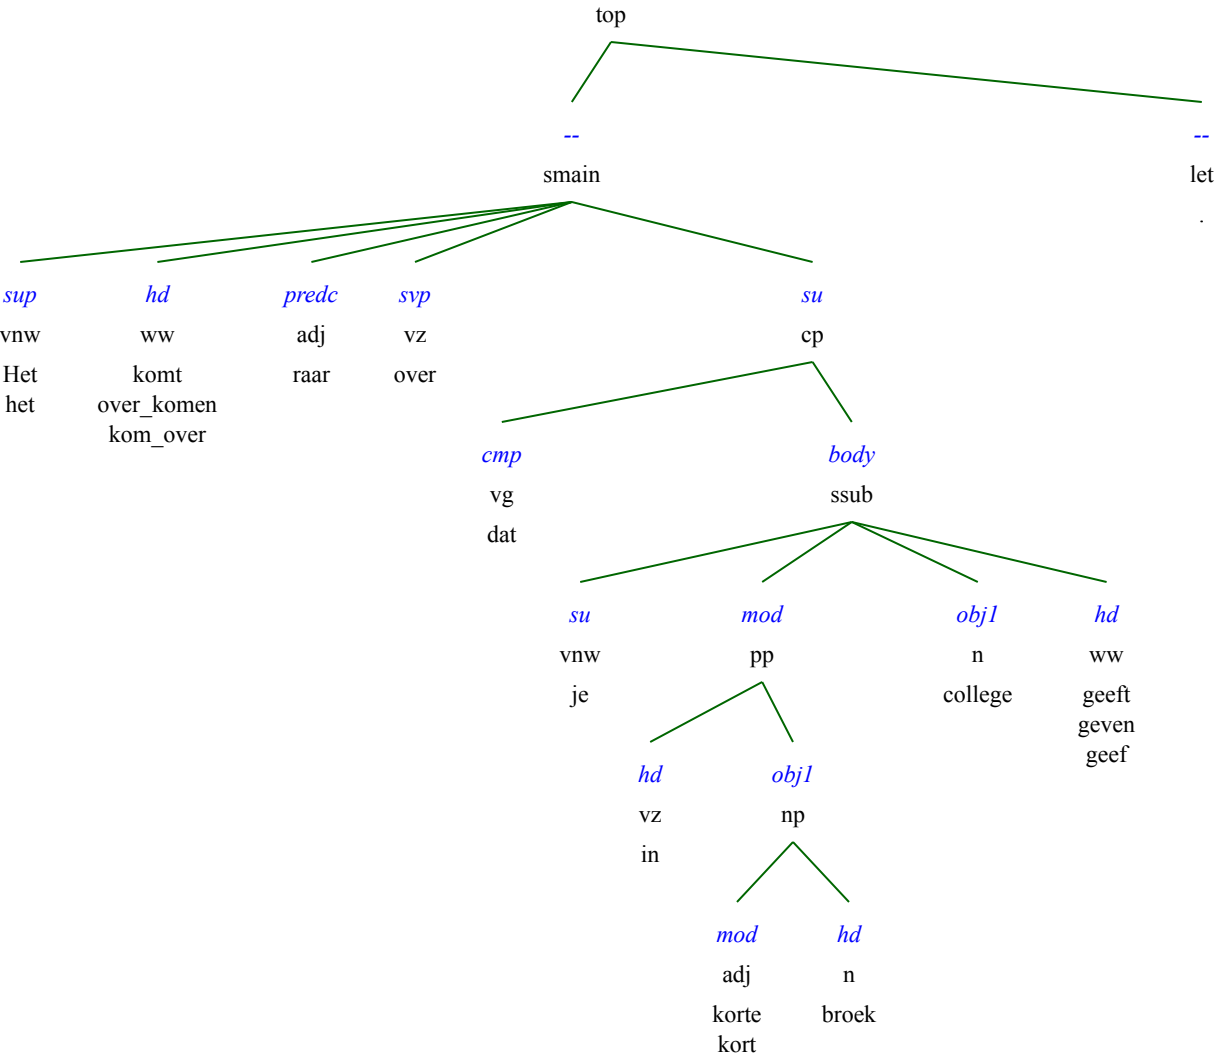 top
-- --
smain let
.
sup hd predc svp su
vnw ww adj vz cp
Het komt raar over
het over_komen
kom_over
cmp body
vg ssub
dat
su mod obj1 hd
vnw pp n ww
je college geeft
geven
geef
hd obj1
vz np
in
mod hd
adj n
korte broek
kort